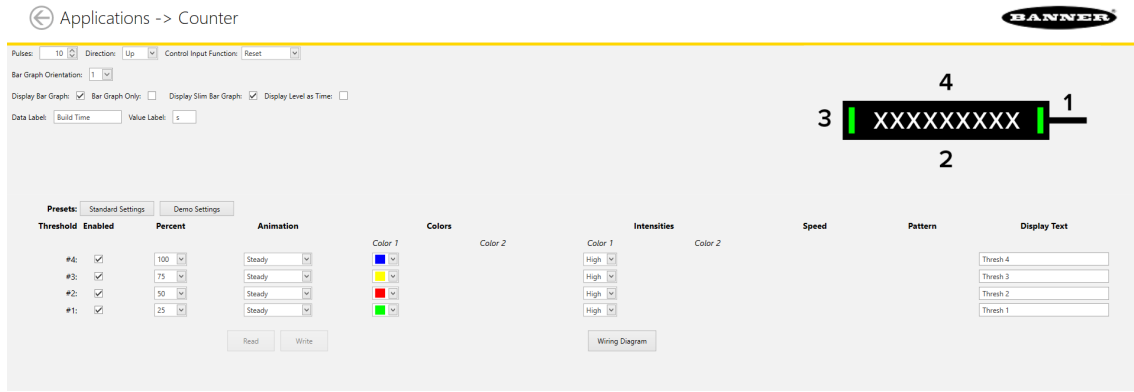 Applications -> Counter
BANNER
Pulses: 10 Direction: Up Control Input Function: Reset
Bar Graph Orientation: 1
Display Bar Graph: Bar Graph Only: Display Slim Bar Graph: Display Level as Time:
Data Label: Build Time Value Label: s
4
3 XXXXXXXXX 1
2
Presets: Standard Settings Demo Settings
Threshold Enabled Percent Animation Colors Intensities Speed Pattern Display Text
Color 1 Color 2 Color 1 Color 2
#4: 100 Steady High Thresh 4
#3: 75 Steady High Thresh 3
#2: 50 Steady High Thresh 2
#1: 25 Steady High Thresh 1
Read Write Wiring Diagram